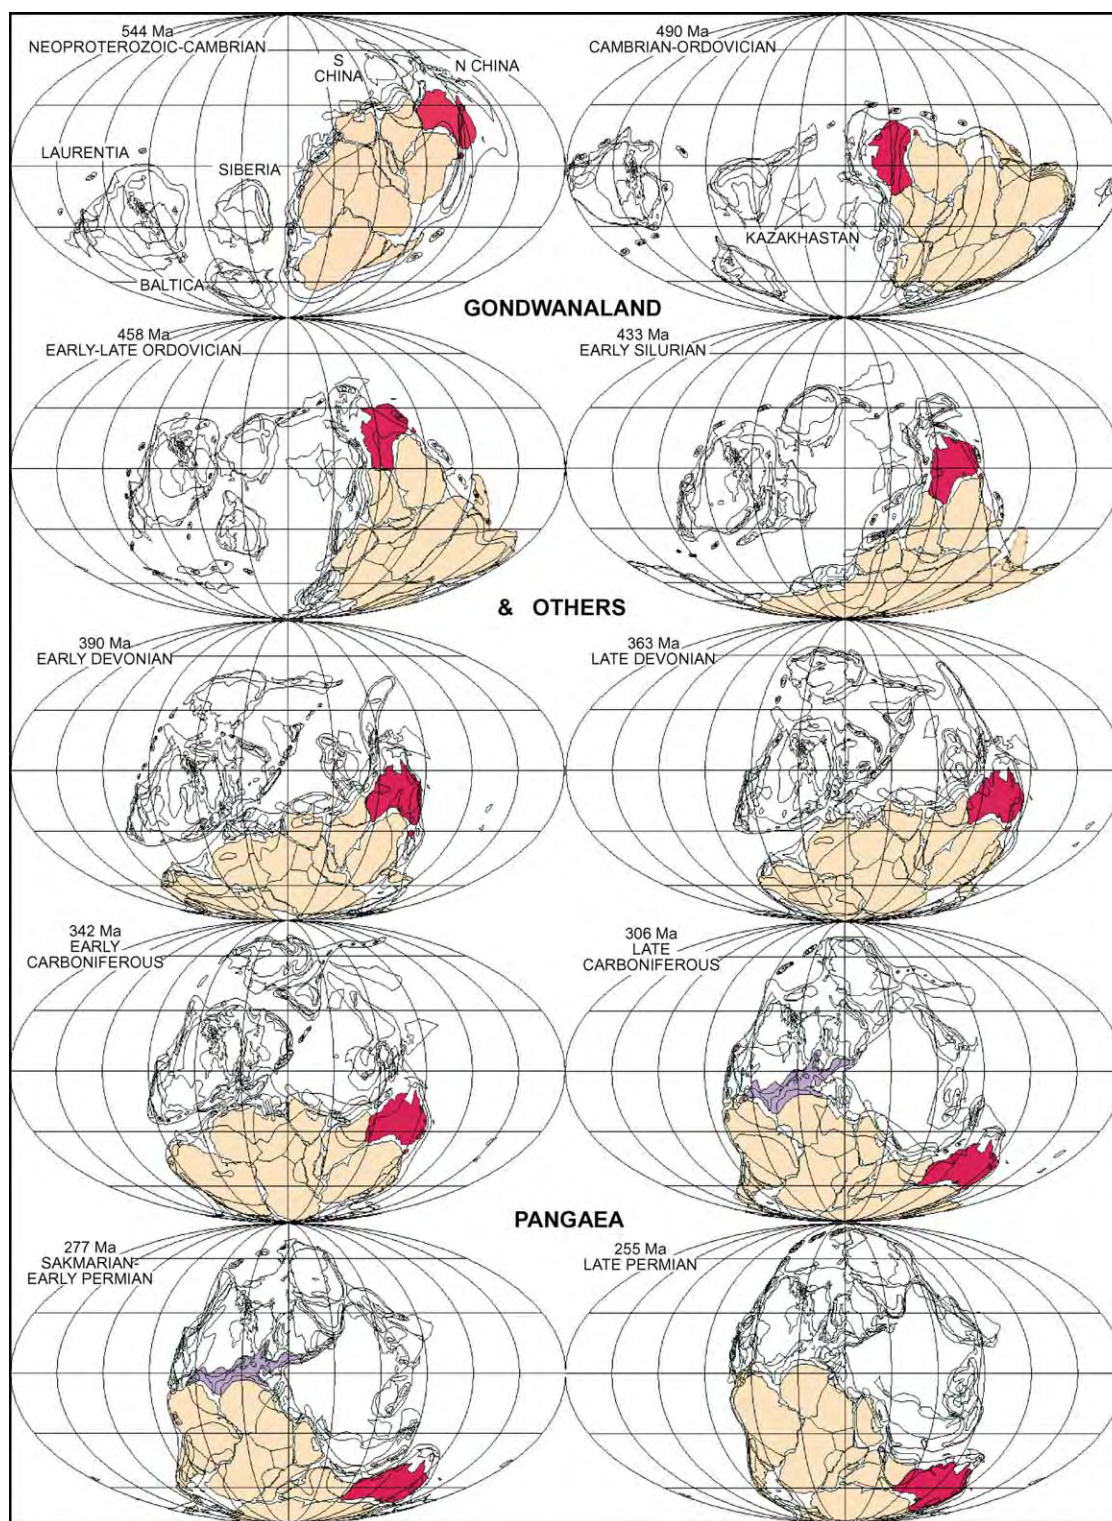 544 Ma
NEOPROTEROZOIC-CAMBRIAN
S
CHINA
N CHINA
LAURENTIA
SIBERIA
BALTICA
490 Ma
CAMBRIAN-ORDOVICIAN
KAZAKHASTAN
GONDWANALAND
458 Ma
EARLY-LATE ORDOVICIAN
433 Ma
EARLY SILURIAN
& OTHERS
390 Ma
EARLY DEVONIAN
363 Ma
LATE DEVONIAN
342 Ma
EARLY
CARBONIFEROUS
306 Ma
LATE
CARBONIFEROUS
PANGAEA
277 Ma
SAKMARIAN-
EARLY PERMIAN
255 Ma
LATE PERMIAN